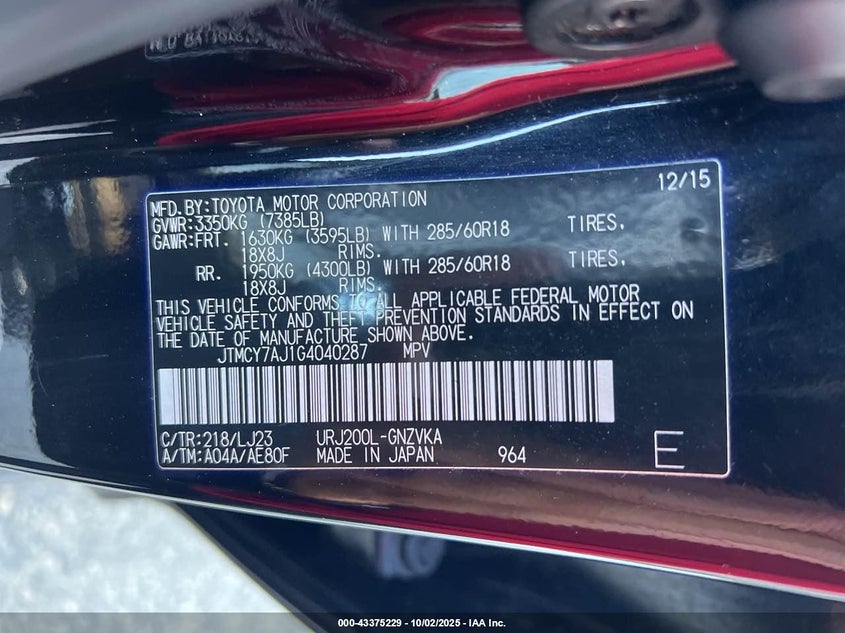 12/15
MFD.BY:TOYOTA MOTOR CORPORATION
GVWR:3350KG (7385LB)
GAWR:FRT. 1630KG (3595LB) WITH 285/60R18 TIRES,
18X8J RIMS.
RR. 1950KG (4300LB) WITH 285/60R18 TIRES,
18X8J RIMS.
THIS VEHICLE CONFORMS TO ALL APPLICABLE FEDERAL MOTOR
VEHICLE SAFETY AND THEFT PREVENTION STANDARDS IN EFFECT ON
THE DATE OF MANUFACTURE SHOWN ABOVE.
JTMCY7AJ1G4040287 MPV
C/TR:218/LJ23 URJ200L-GNZVKA
A/TM:A04A/AE80F MADE IN JAPAN 964 E
000-43375229 - 10/02/2025 - IAA Inc.